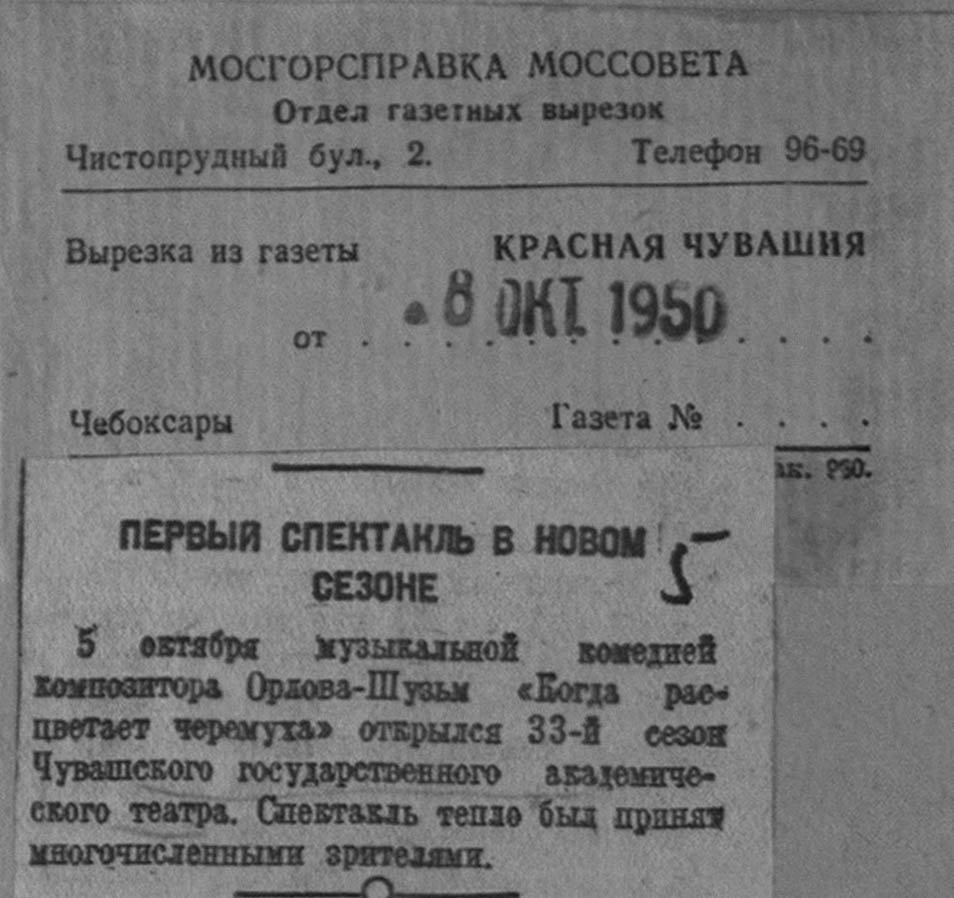 МОСГОРСПРАВКА МОССОВЕТА
Отдел газетных вырезок
Чистопрудный бул., 2. Телефон 96-69
Вырезка из газеты КРАСНАЯ ЧУВАШИЯ
от . 8 ОКТ. 1950 . . . .
Чебоксары Газета № . . . .
ПЕРВЫЙ СПЕКТАКЛЬ В НОВОМ 5
СЕЗОНЕ
5 октября музыкальной комедией
композитора Орлова-Шузьм «Когда рас-
цветает черемуха» открылся 33-й сезон
Чувашского государственного академиче-
ского театра. Спектакль тепло был принят
многочисленными зрителями.